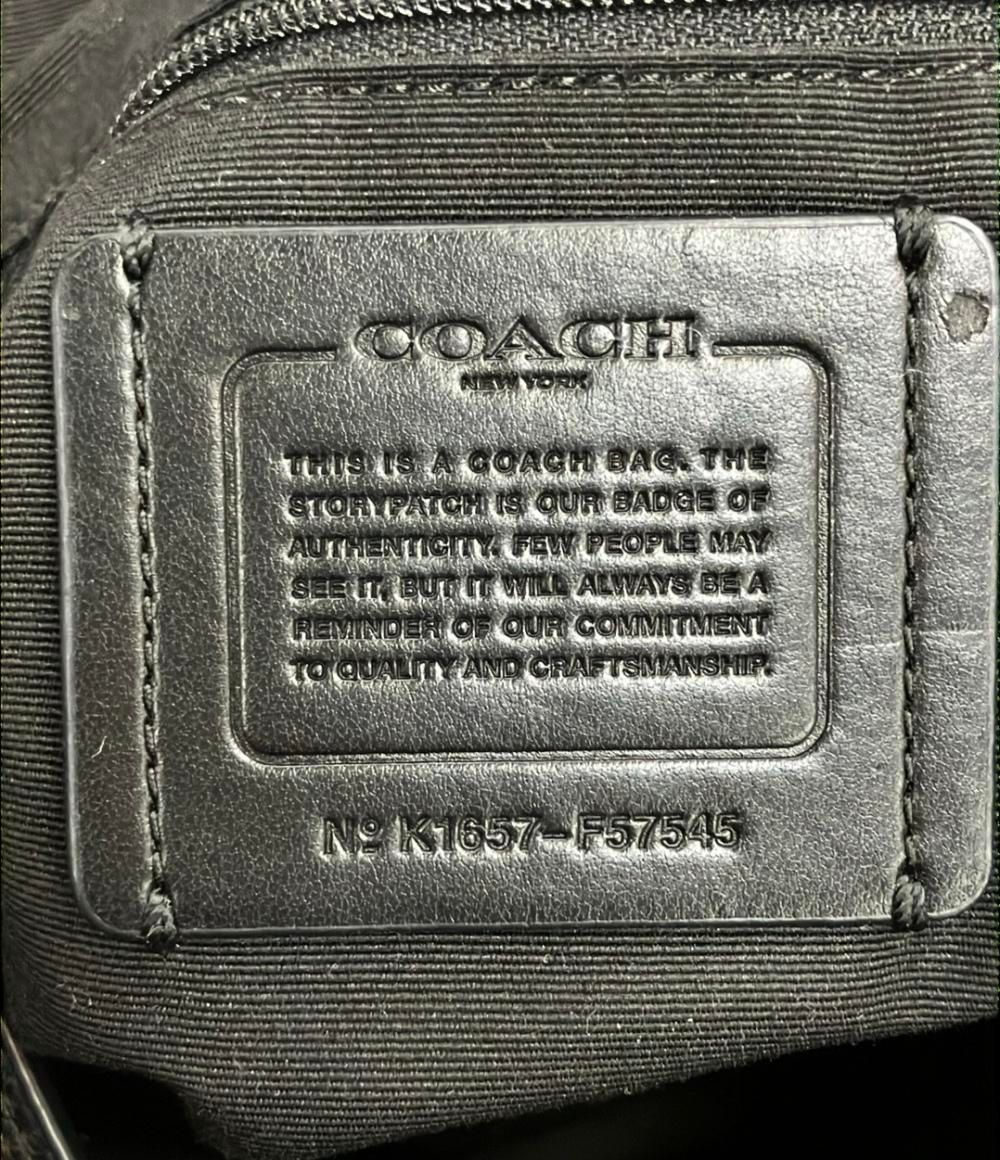 COACH
NEW YORK
THIS IS A COACH BAG. THE
STORYPATCH IS OUR BADGE OF
AUTHENTICITY. FEW PEOPLE MAY
SEE IT, BUT IT WILL ALWAYS BE A
REMINDER OF OUR COMMITMENT
TO QUALITY AND CRAFTSMANSHIP.
Nº K1657-F57545